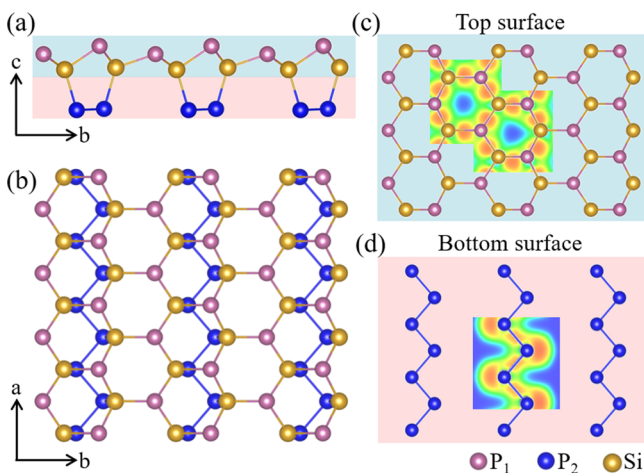 (a)
c
b
(b)
a
b
(c)
Top surface
(d)
Bottom surface
P₁ P₂ Si